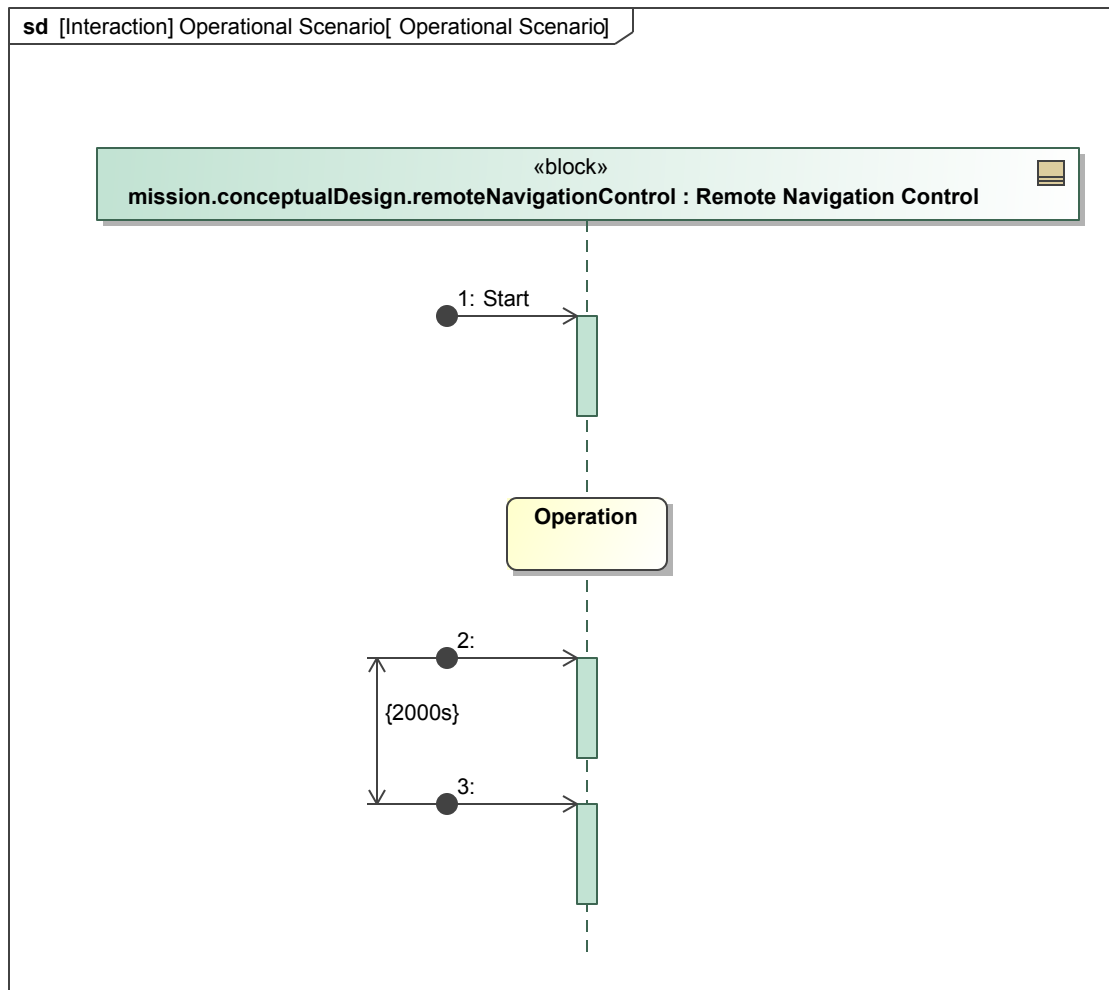 sd [Interaction] Operational Scenario[ Operational Scenario]
«block»
mission.conceptualDesign.remoteNavigationControl : Remote Navigation Control
1: Start
Operation
2:
{2000s}
3: